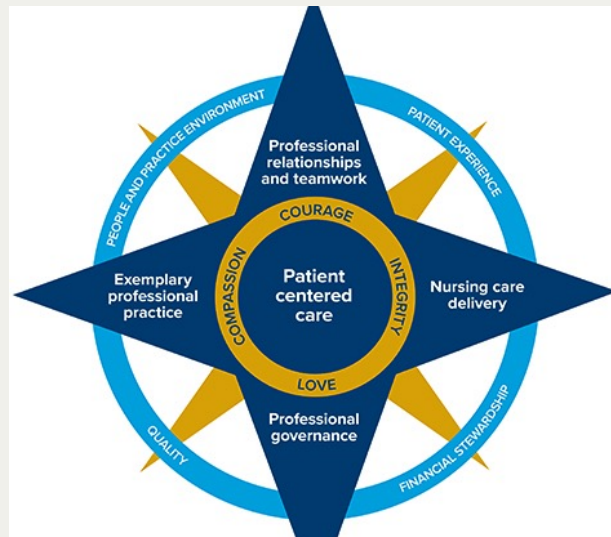 PEOPLE AND PRACTICE ENVIRONMENT
PATIENT EXPERIENCE
Professional
relationships
and teamwork
COURAGE
COMPASSION
INTEGRITY
LOVE
Exemplary
professional
practice
Patient
centered
care
Nursing care
delivery
Professional
governance
QUALITY
FINANCIAL STEWARDSHIP